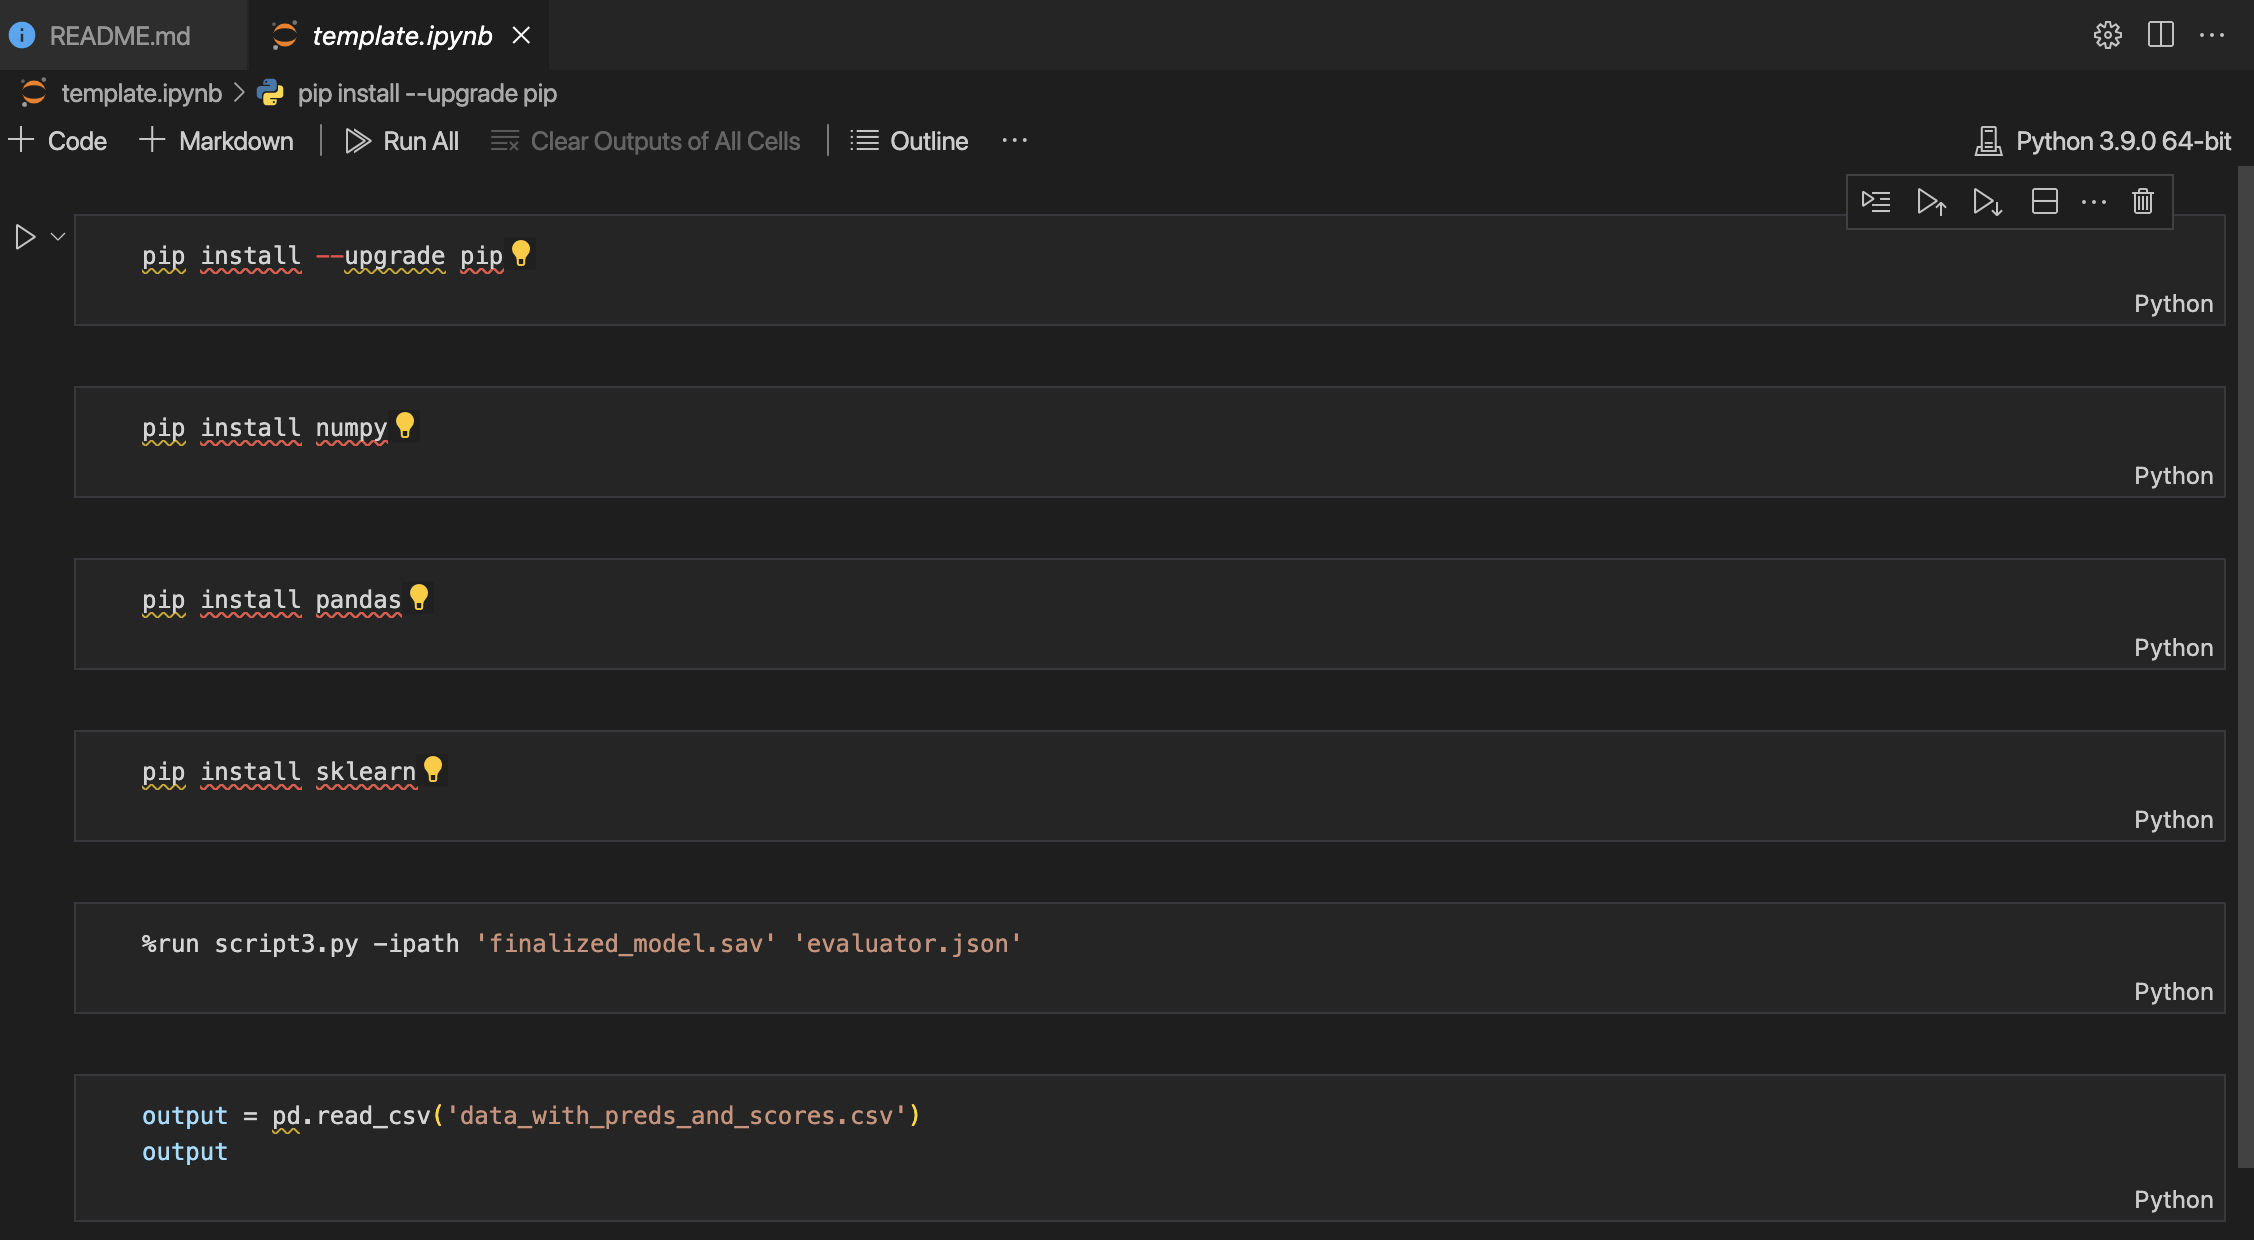 README.md
template.ipynb
template.ipynb > pip install --upgrade pip
Code Markdown Run All Clear Outputs of All Cells Outline ... Python 3.9.0 64-bit
pip install --upgrade pip
Python
pip install numpy
Python
pip install pandas
Python
pip install sklearn
Python
%run script3.py -ipath 'finalized_model.sav' 'evaluator.json'
Python
output = pd.read_csv('data_with_preds_and_scores.csv')
output
Python